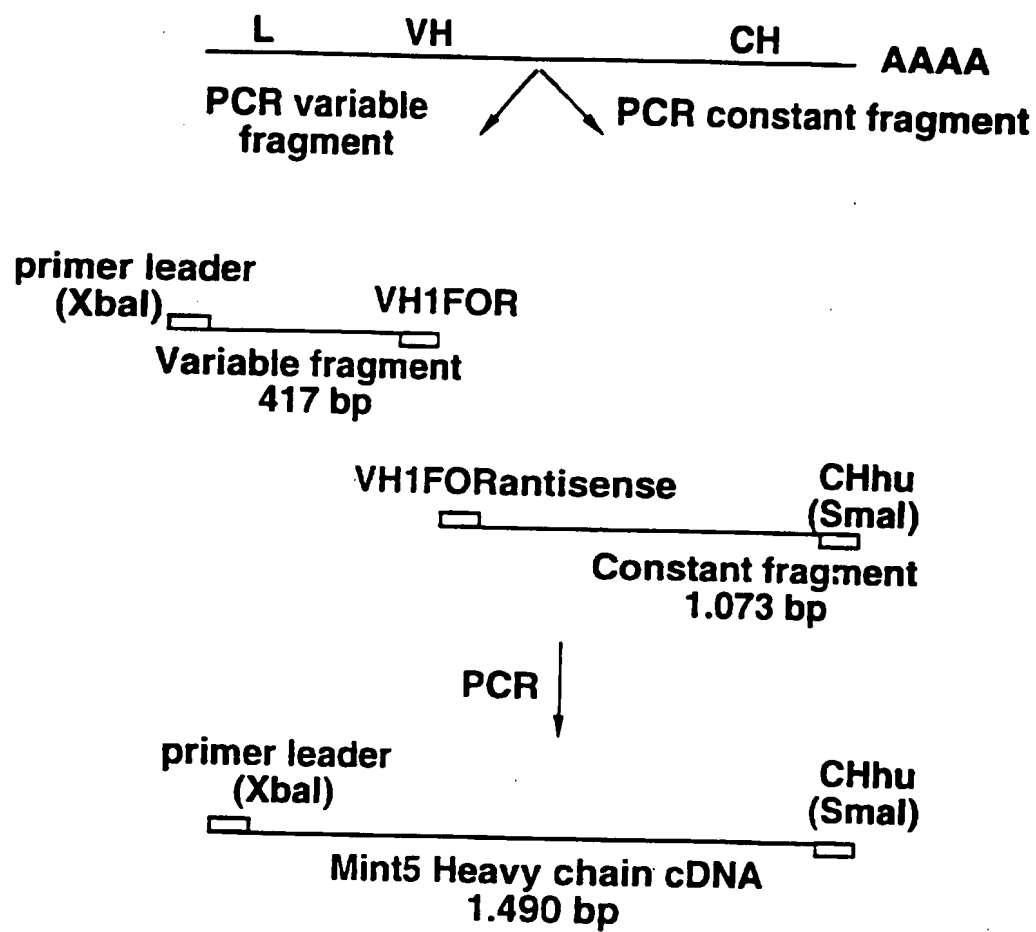 L VH CH AAAA
PCR variable
fragment
PCR constant fragment
primer leader
(XbaI)
VH1FOR
Variable fragment
417 bp
VH1FORantisense
CHhu
(SmaI)
Constant fragment
1.073 bp
PCR
primer leader
(XbaI)
CHhu
(SmaI)
Mint5 Heavy chain cDNA
1.490 bp